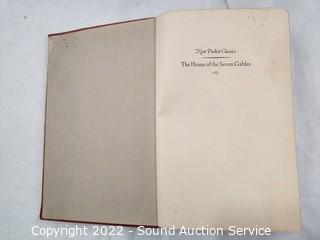 New Pocket Classics
The House of the Seven Gables
Copyright 2022 - Sound Auction Service